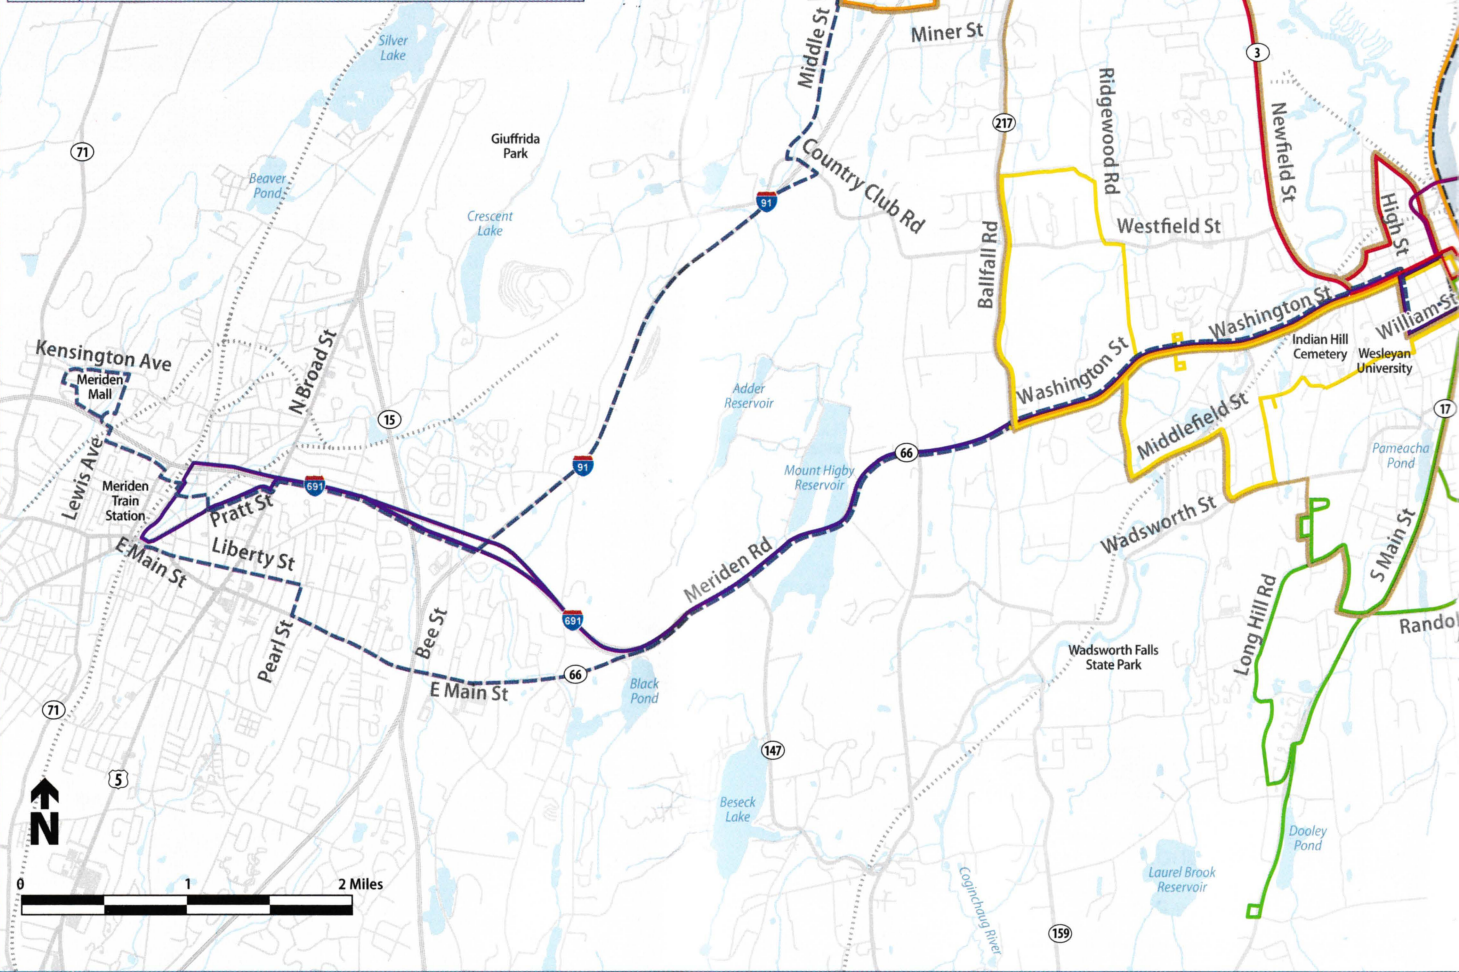 Silver
Lake
Middle St
Miner St
3
Ridgewood Rd
Newfield St
217
71
Giuffrida
Park
Country Club Rd
Beaver
Pond
91
High St
Crescent
Lake
Westfield St
Ballfall Rd
Washington St
William St
Kensington Ave
Meriden
Mall
N Broad St
Washington St
Indian Hill
Cemetery
Wesleyan
University
Adder
Reservoir
15
Middlefield St
17
Lewis Ave
66
Pameacha
Pond
91
Mount Higby
Reservoir
Meriden
Train
Station
691
Pratt St
Wadsworth St
E Main St
Liberty St
Meriden Rd
S Main St
691
Bee St
Long Hill Rd
Randol
Pearl St
Wadsworth Falls
State Park
66
E Main St
Black
Pond
71
147
5
Beseck
Lake
N
Dooley
Pond
0 1 2 Miles
Laurel Brook
Reservoir
Coginchaug River
159